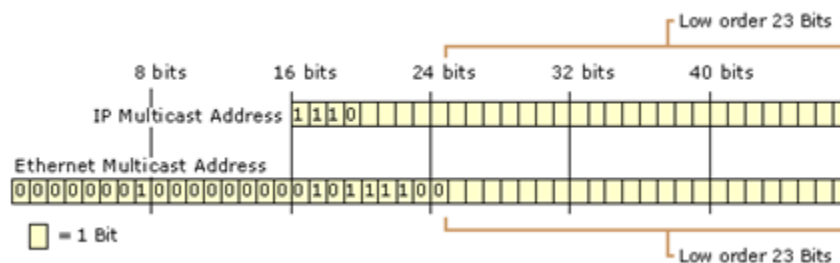 Low order 23 Bits
8 bits 16 bits 24 bits 32 bits 40 bits
IP Multicast Address 1 1 1 0
Ethernet Multicast Address
0 0 0 0 0 0 0 1 0 0 0 0 0 0 0 0 0 1 0 1 1 1 1 0 0
= 1 Bit
Low order 23 Bits